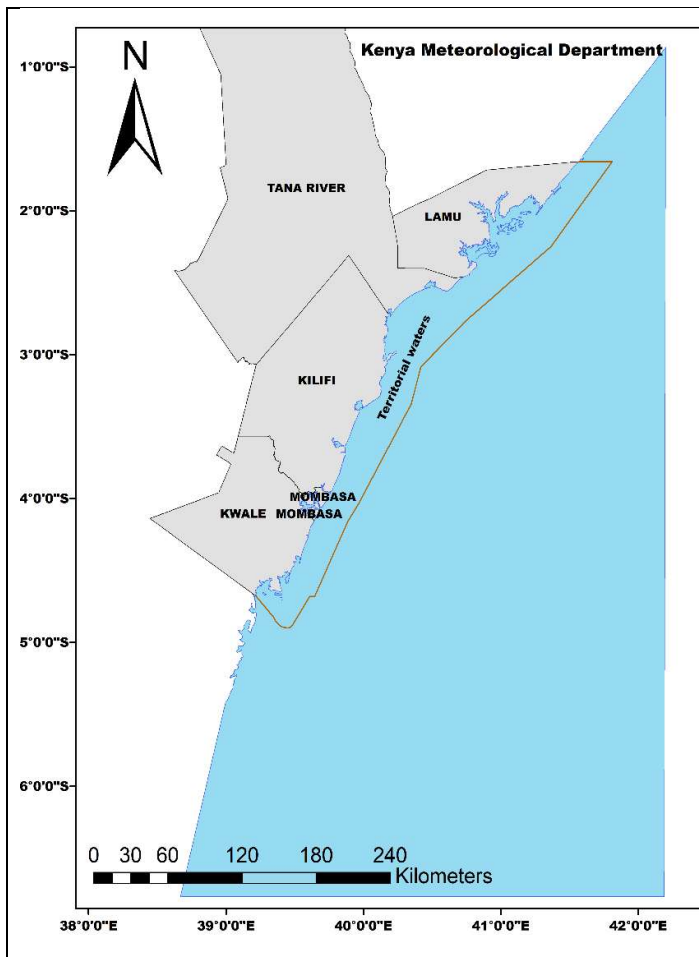 Kenya Meteorological Department
N
1°0'0"S
2°0'0"S
3°0'0"S
4°0'0"S
5°0'0"S
6°0'0"S
TANA RIVER
LAMU
Territorial waters
KILIFI
MOMBASA
KWALE MOMBASA
0 30 60 120 180 240
Kilometers
38°0'0"E 39°0'0"E 40°0'0"E 41°0'0"E 42°0'0"E